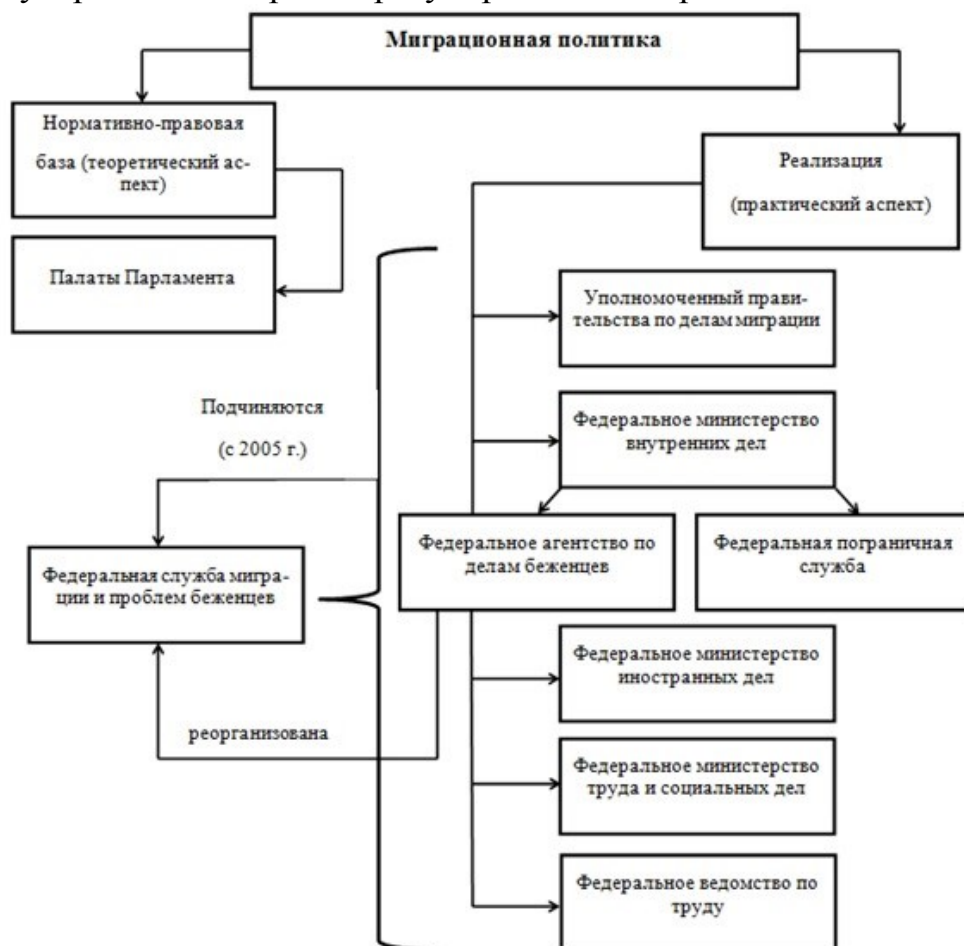 Миграционная политика
Нормативно-правовая
база (теоретический ас-
пект)
Реализация
(практический аспект)
Палаты Парламента
Уполномоченный прави-
тельства по делам миграции
Подчиняются
(с 2005 г.)
Федеральное министерство
внутренних дел
Федеральное агентство по
делам беженцев
Федеральная пограничная
служба
Федеральная служба мигра-
ции и проблем беженцев
Федеральное министерство
иностранных дел
реорганизована
Федеральное министерство
труда и социальных дел
Федеральное ведомство по
труду